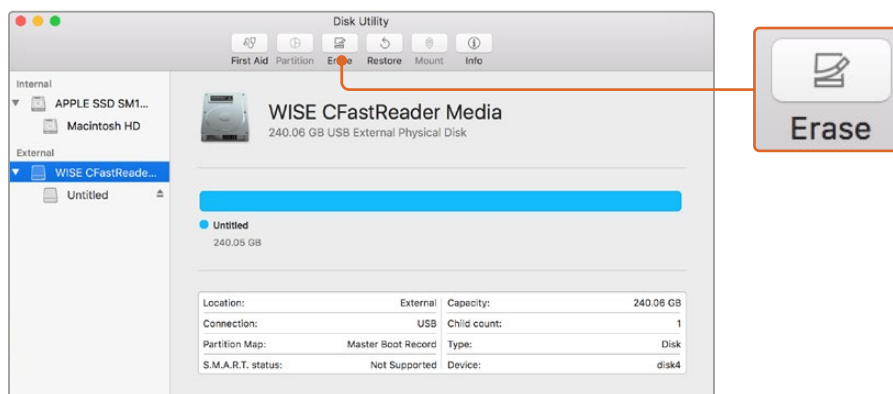 Disk Utility
First Aid Partition Erase Restore Mount Info
Erase
Internal
APPLE SSD SM1...
Macintosh HD
External
WISE CFastReade...
Untitled
WISE CFastReader Media
240.06 GB USB External Physical Disk
Untitled
240.05 GB
Location: External Capacity: 240.06 GB
Connection: USB Child count: 1
Partition Map: Master Boot Record Type: Disk
S.M.A.R.T. status: Not Supported Device: disk4